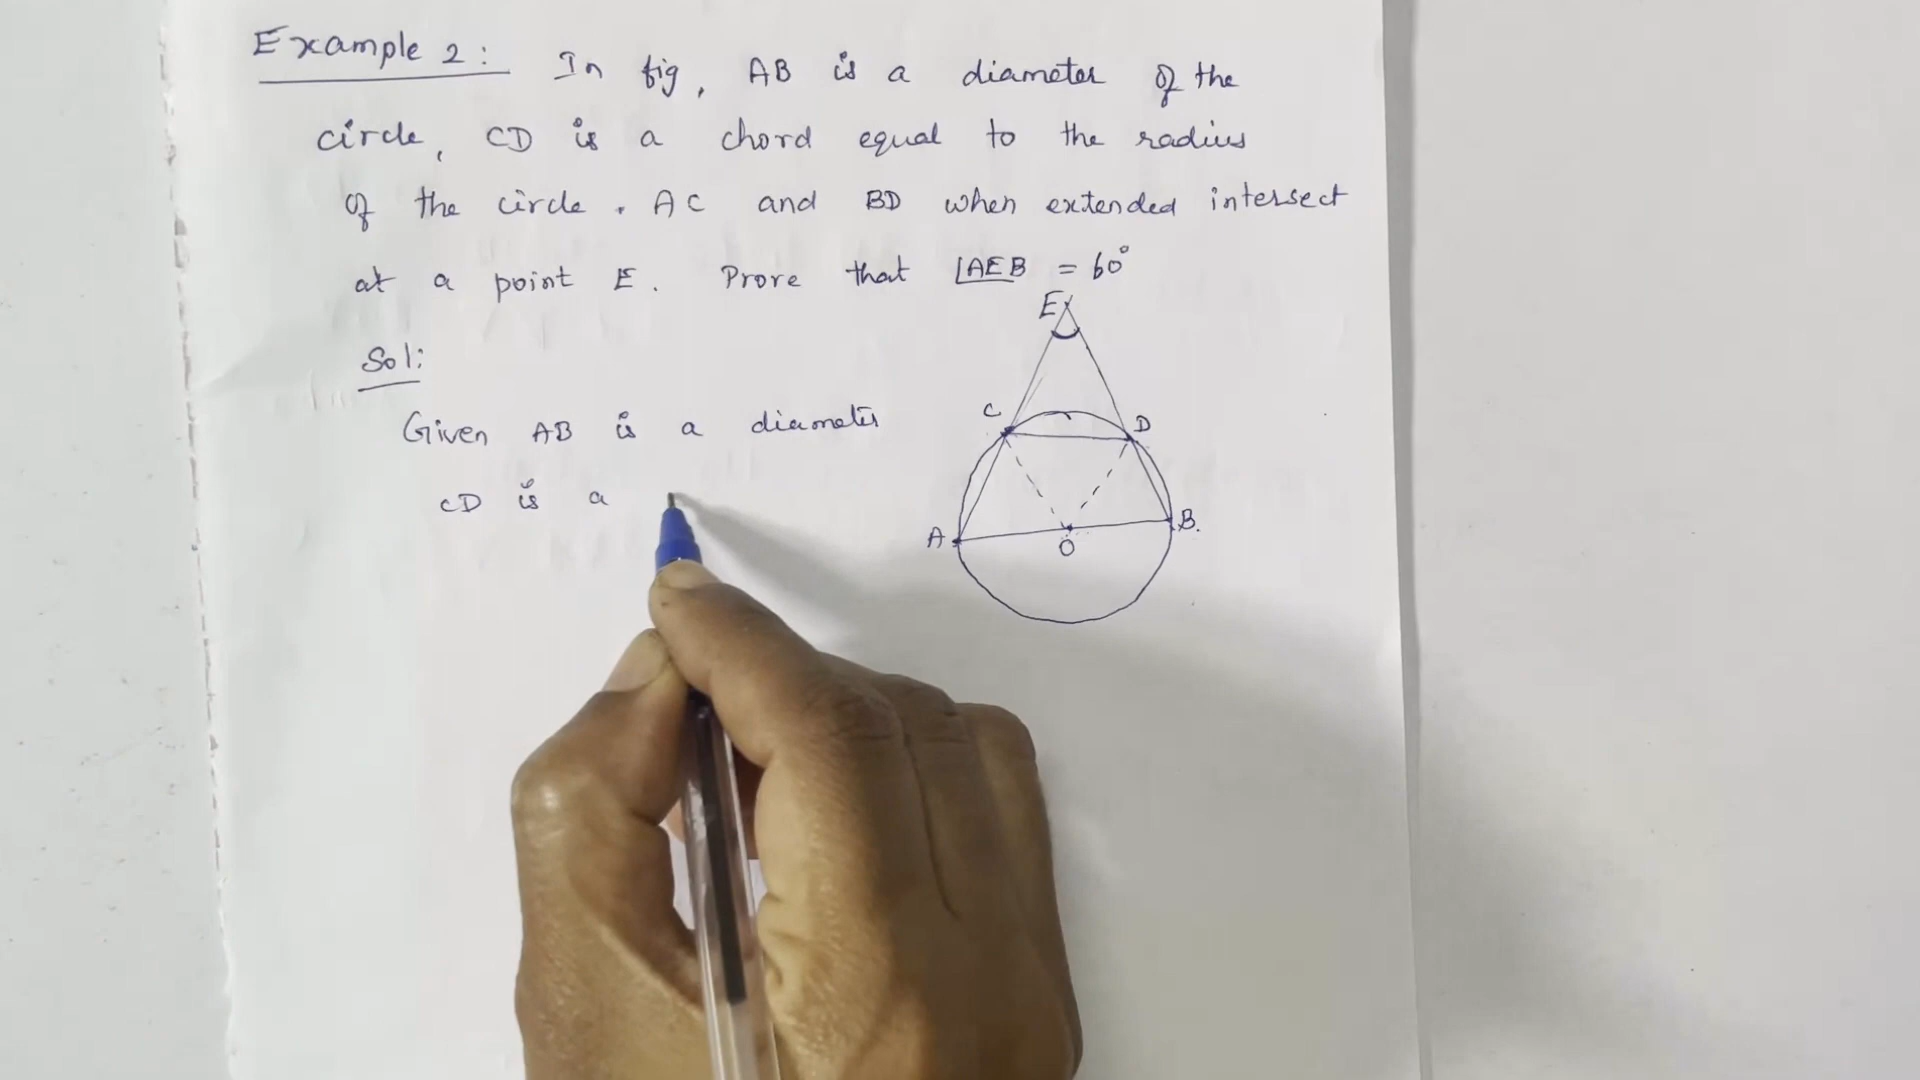 Example 2: In fig, AB is a diameter of the
circle, CD is a chord equal to the radius
of the circle. AC and BD when extended intersect
at a point E. Prove that ∠AEB = 60°
Sol:
Given AB is a diameter
CD is a
E
C
D
A
O
B.